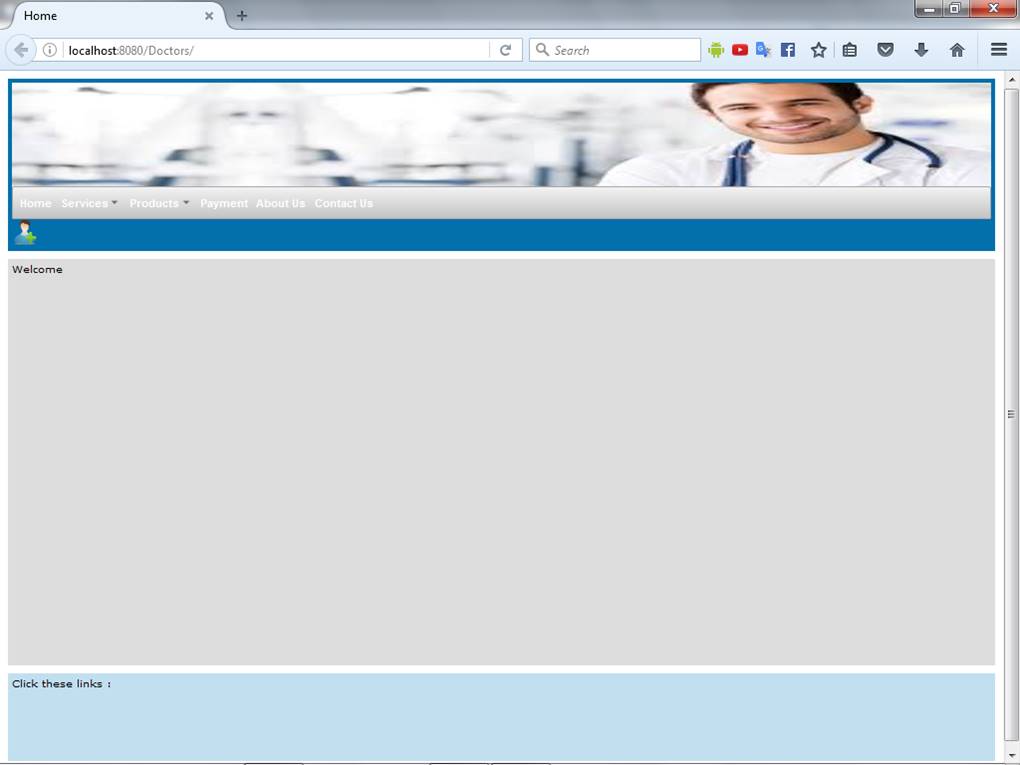 Home
localhost:8080/Doctors/
Search
Home Services Products Payment About Us Contact Us
Welcome
Click these links :